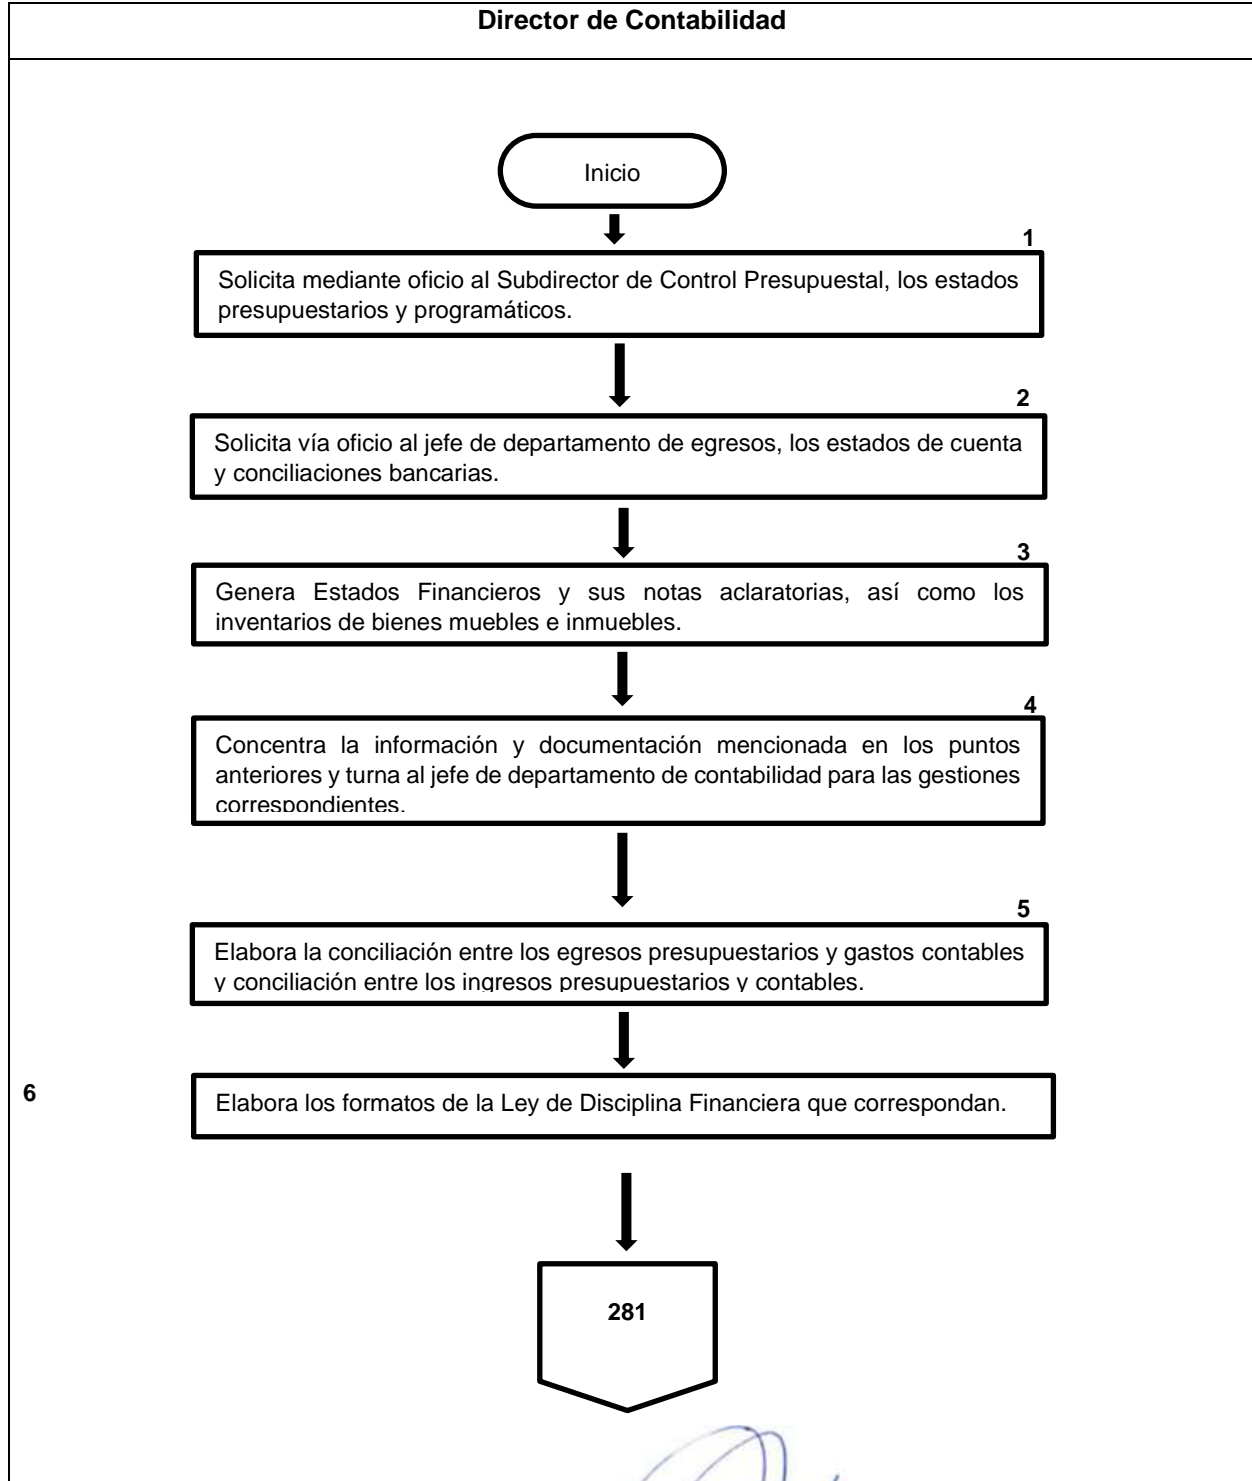 Director de Contabilidad
Inicio
1
Solicita mediante oficio al Subdirector de Control Presupuestal, los estados
presupuestarios y programáticos.
2
Solicita vía oficio al jefe de departamento de egresos, los estados de cuenta
y conciliaciones bancarias.
3
Genera Estados Financieros y sus notas aclaratorias, así como los
inventarios de bienes muebles e inmuebles.
4
Concentra la información y documentación mencionada en los puntos
anteriores y turna al jefe de departamento de contabilidad para las gestiones
correspondientes.
5
Elabora la conciliación entre los egresos presupuestarios y gastos contables
y conciliación entre los ingresos presupuestarios y contables.
6
Elabora los formatos de la Ley de Disciplina Financiera que correspondan.
281